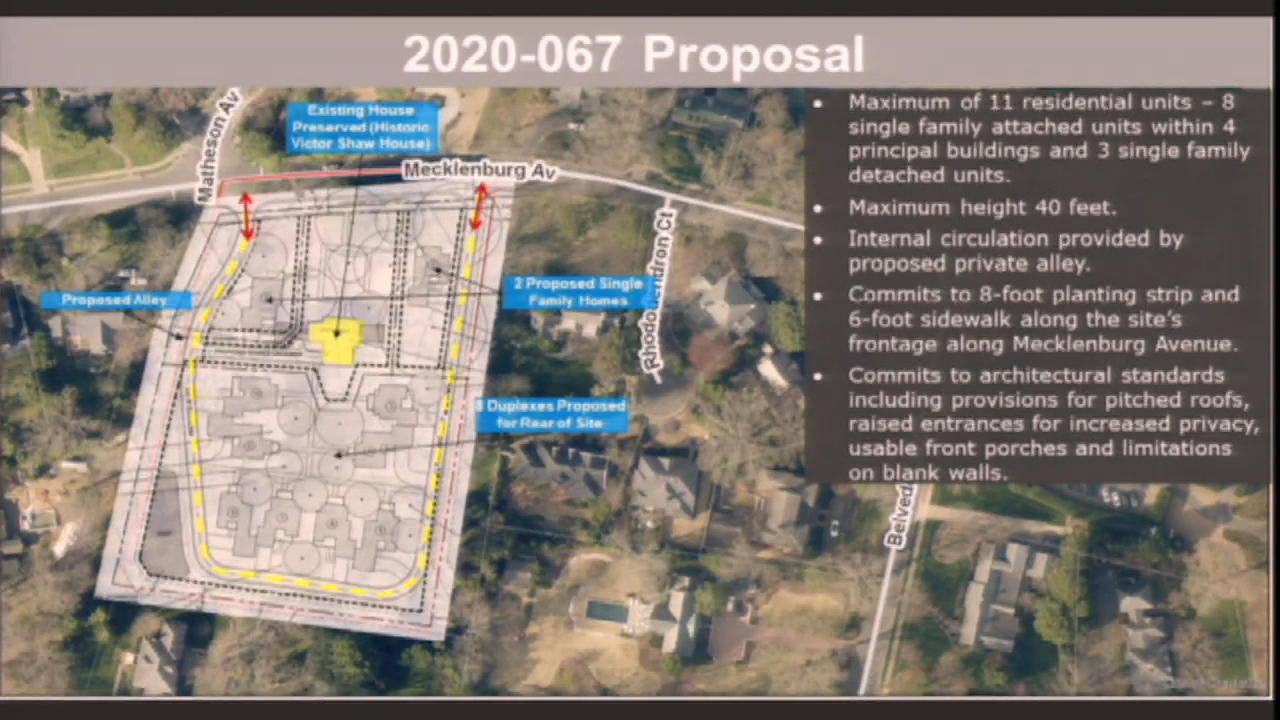 2020-067 Proposal
Existing House
Preserved (Historic
Victor Shaw House)
Matheson Av
Mecklenburg Av
Proposed Alley
2 Proposed Single
Family Homes
Rhododendron Ct
Duplexes Proposed
for Rear of Site
Belved
• Maximum of 11 residential units – 8
single family attached units within 4
principal buildings and 3 single family
detached units.
• Maximum height 40 feet.
• Internal circulation provided by
proposed private alley.
• Commits to 8-foot planting strip and
6-foot sidewalk along the site's
frontage along Mecklenburg Avenue.
• Commits to architectural standards
including provisions for pitched roofs,
raised entrances for increased privacy,
usable front porches and limitations
on blank walls.